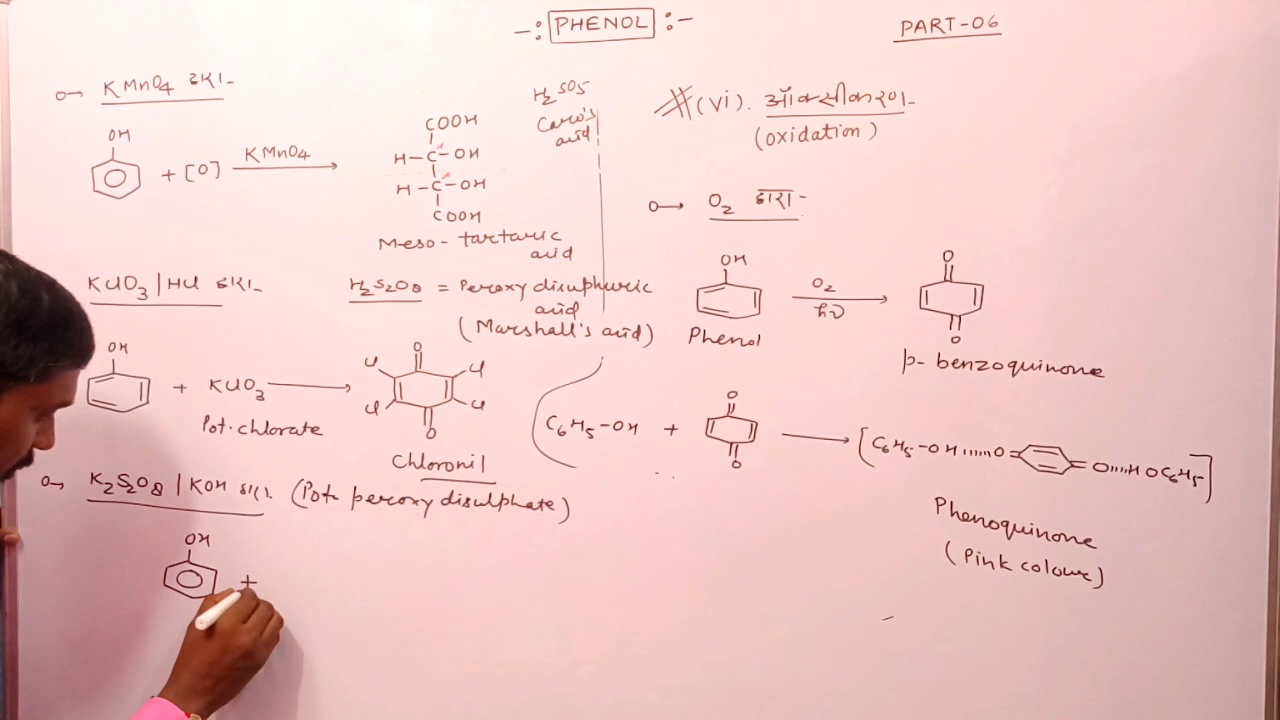 -: PHENOL :-
PART-06
(vi). ऑक्सीकरण-
(oxidation)
O₂ द्वारा-
OH
O₂
hν
Phenol
O
O
p-benzoquinone
C₆H₅-OH +
O
O
[C₆H₅-OH......O= =O....HOC₆H₅]
Phenoquinone
(Pink colour)
KMnO₄ द्वारा-
OH
+ [O] KMnO₄
COOH
H-C-OH
H-C-OH
COOH
Meso-tartaric
acid
H₂SO₅
Caro's
acid
KClO₃/HCl द्वारा-
H₂S₂O₈ = Peroxy disulphuric
acid
(Marshall's acid)
OH
+ KClO₃
Pot. chlorate
O
Cl Cl
Cl Cl
O
Chloronil
K₂S₂O₈ | KOH द्वारा. (Pot. peroxy disulphate)
OH
+